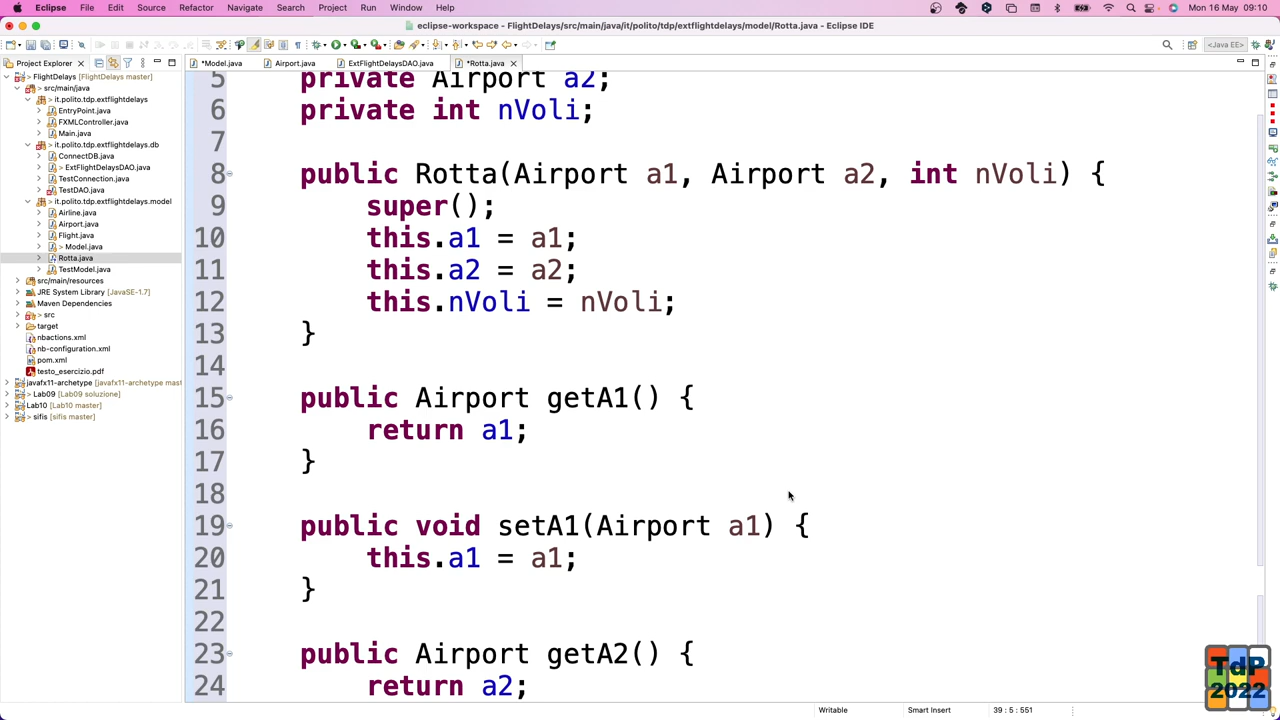 Eclipse File Edit Source Refactor Navigate Search Project Run Window Help Mon 16 May 09:10
eclipse-workspace - FlightDelays/src/main/java/it/polito/tdp/extflightdelays/model/Rotta.java - Eclipse IDE
<Java EE>
Project Explorer
*Model.java Airport.java ExtFlightDelaysDAO.java *Rotta.java
FlightDelays [FlightDelays master]
src/main/java
it.polito.tdp.extflightdelays
EntryPoint.java
FXMLController.java
Main.java
it.polito.tdp.extflightdelays.db
ConnectDB.java
> ExtFlightDelaysDAO.java
TestConnection.java
TestDAO.java
it.polito.tdp.extflightdelays.model
Airline.java
Airport.java
Flight.java
> Model.java
Rotta.java
TestModel.java
src/main/resources
JRE System Library [JavaSE-1.7]
Maven Dependencies
> src
target
nbactions.xml
nb-configuration.xml
pom.xml
testo_esercizio.pdf
javafx11-archetype [javafx11-archetype mast
> Lab09 [Lab09 soluzione]
Lab10 [Lab10 master]
> sifis [sifis master]
5 private Airport a2;
6 private int nVoli;
7
8 public Rotta(Airport a1, Airport a2, int nVoli) {
9 super();
10 this.a1 = a1;
11 this.a2 = a2;
12 this.nVoli = nVoli;
13 }
14
15 public Airport getA1() {
16 return a1;
17 }
18
19 public void setA1(Airport a1) {
20 this.a1 = a1;
21 }
22
23 public Airport getA2() {
24 return a2;
TdP
2022
Writable Smart Insert 39 : 5 : 551